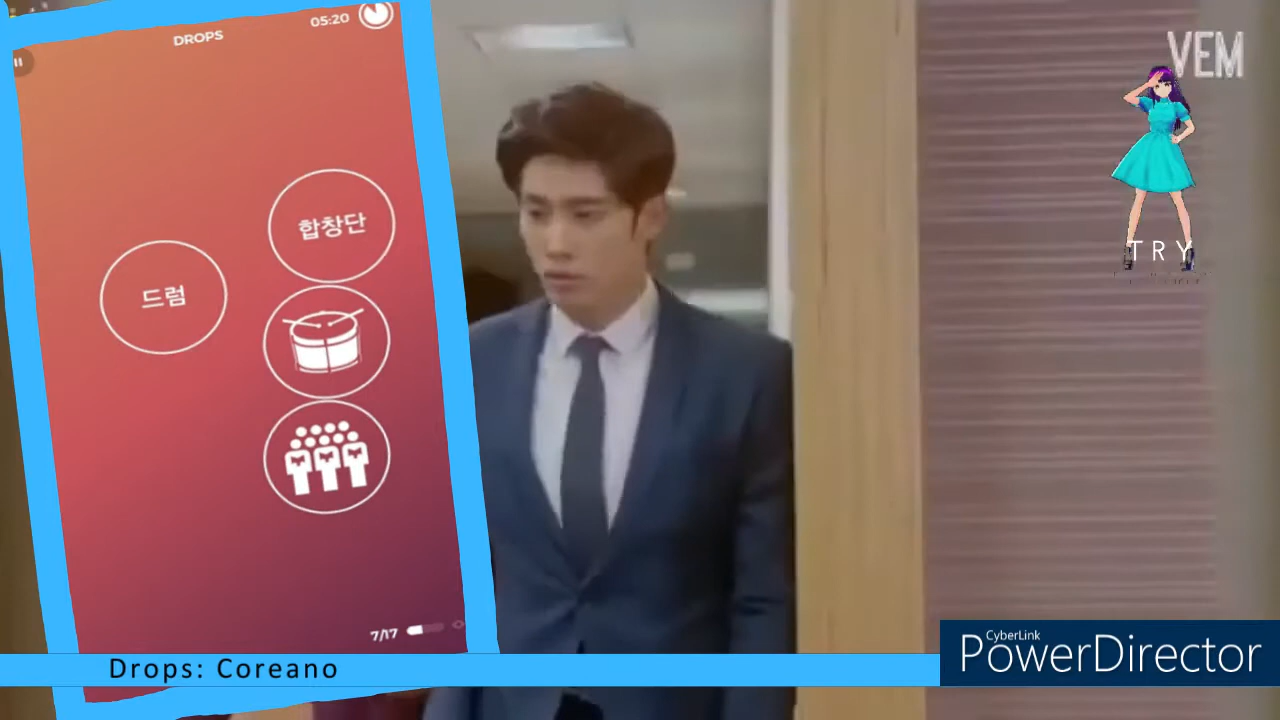 DROPS
05:20
합창단
드럼
7/17
Drops: Coreano
VEM
TRY
CyberLink
PowerDirector